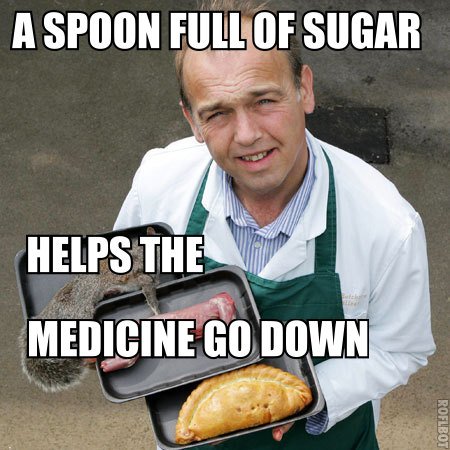 A SPOON FULL OF SUGAR
HELPS THE
MEDICINE GO DOWN
ROFLBOT